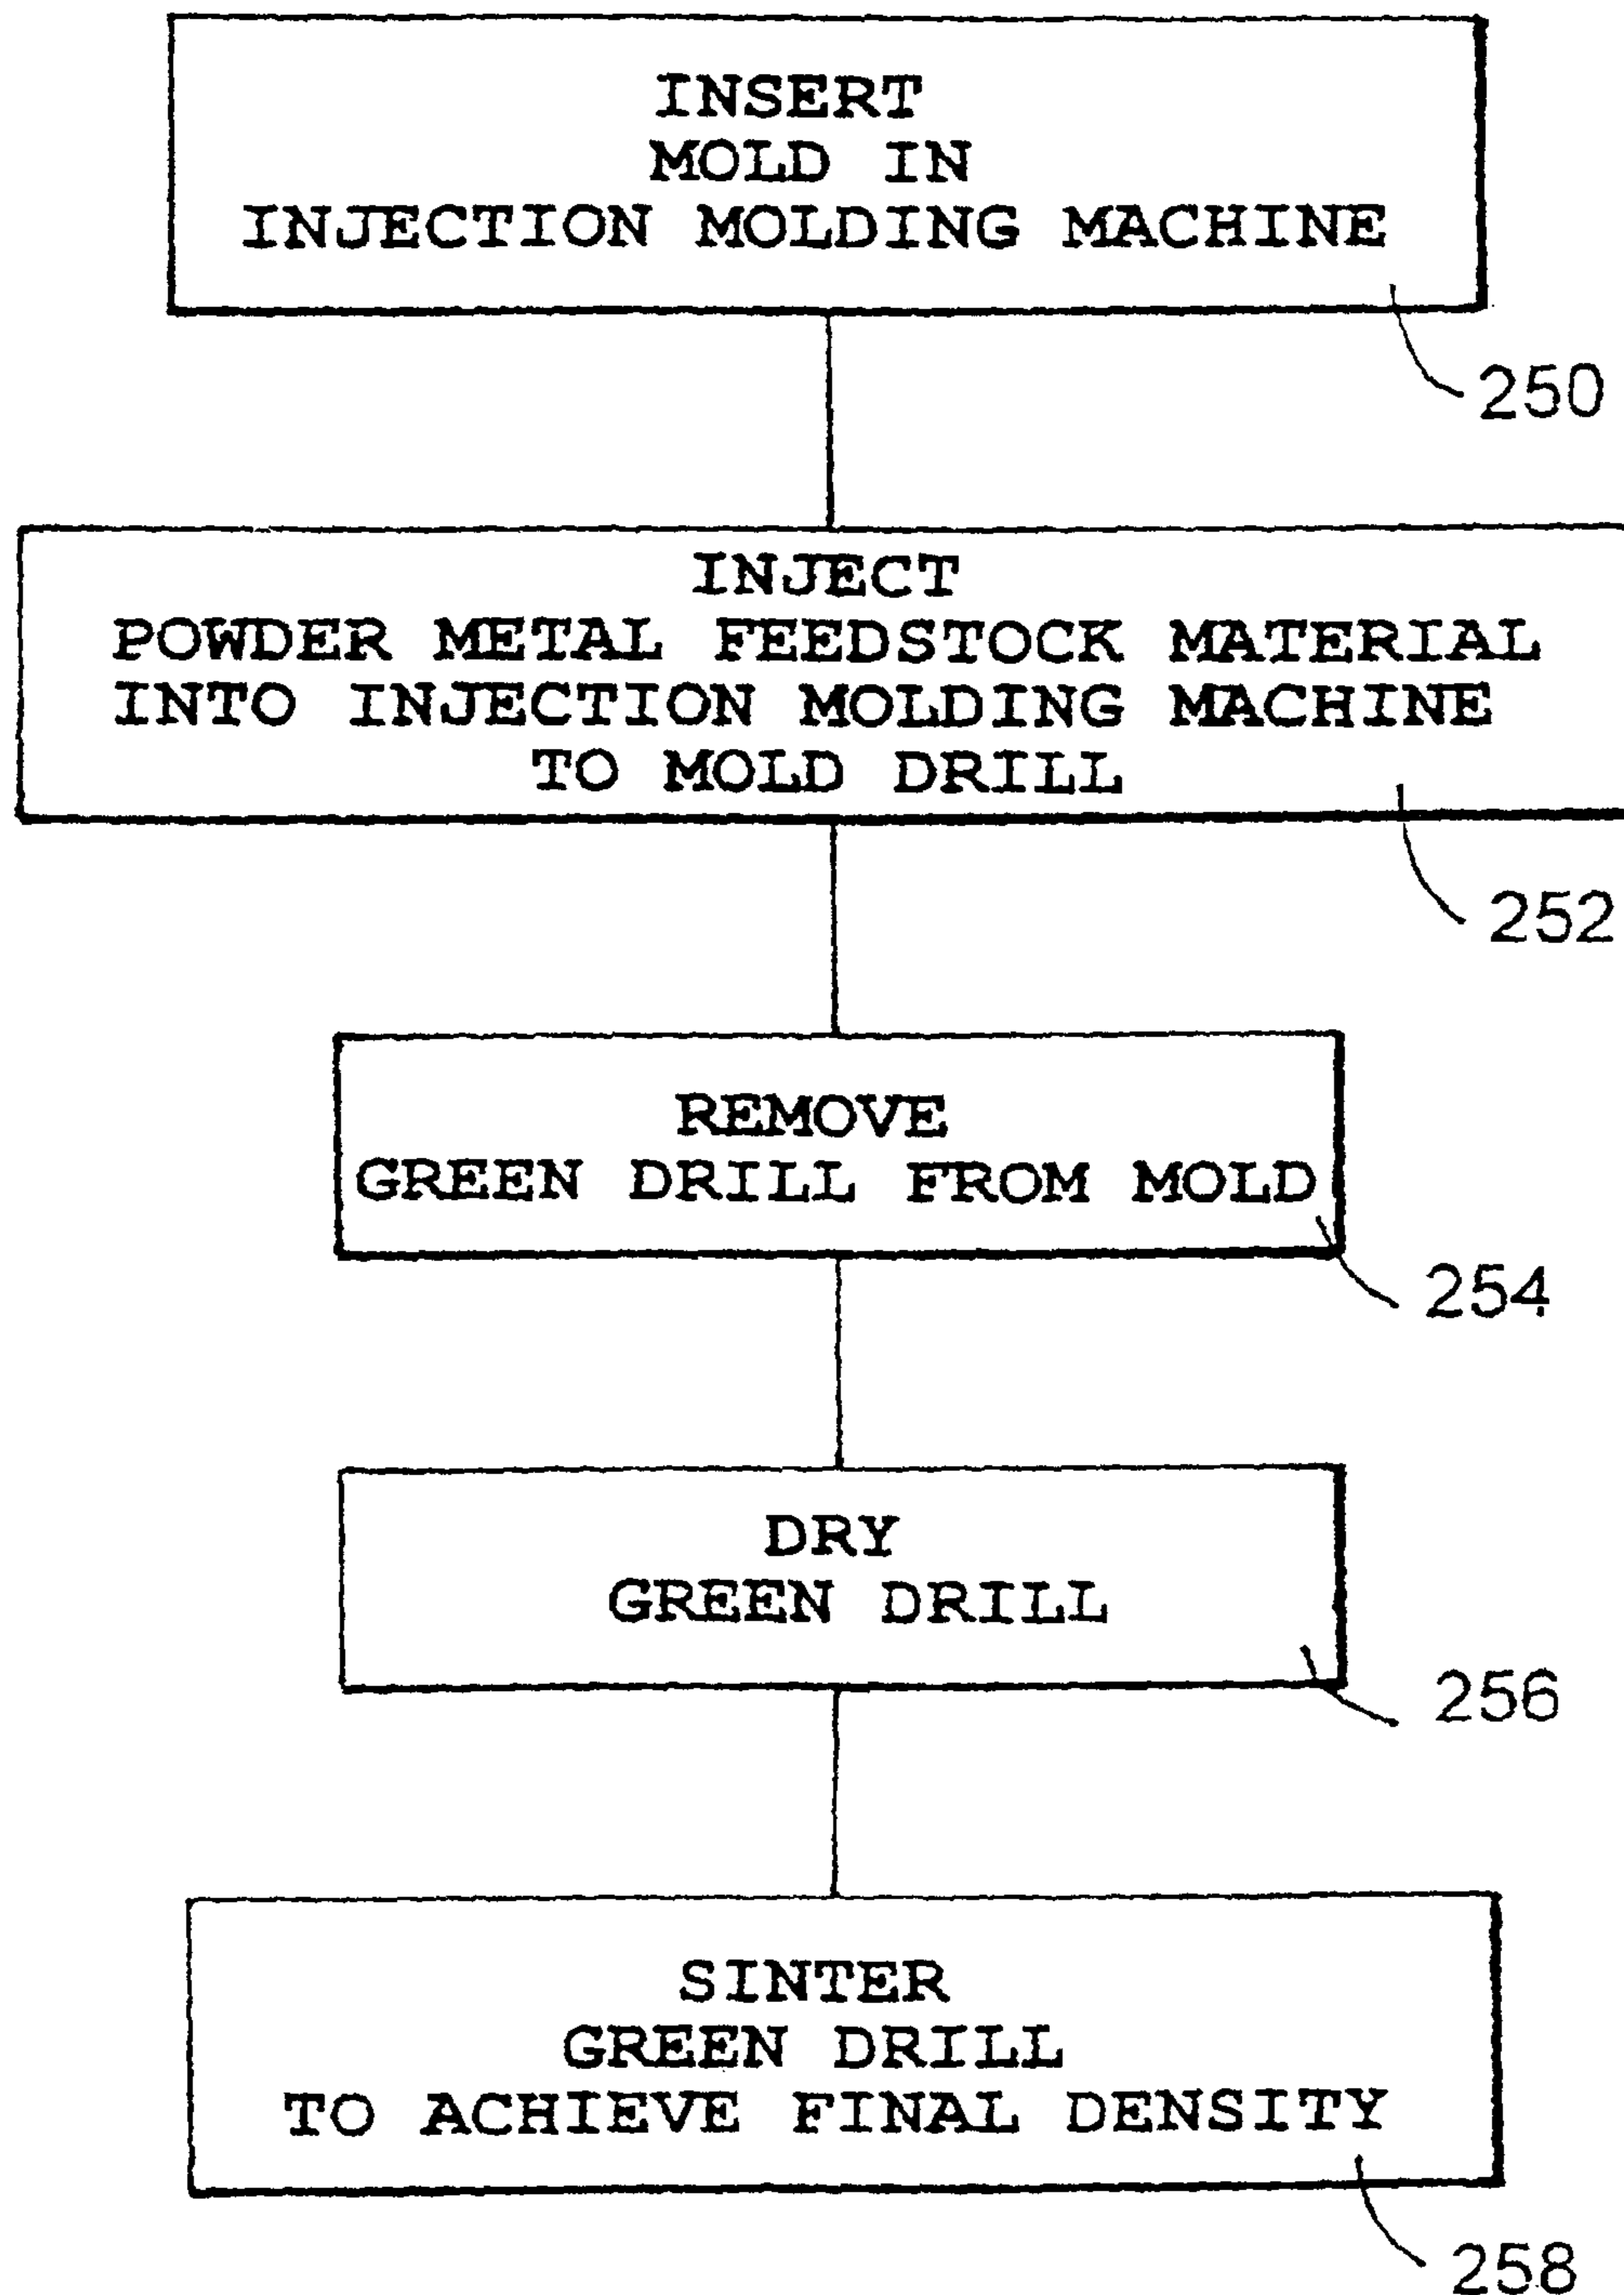 INSERT
MOLD IN
INJECTION MOLDING MACHINE
250
INJECT
POWDER METAL FEEDSTOCK MATERIAL
INTO INJECTION MOLDING MACHINE
TO MOLD DRILL
252
REMOVE
GREEN DRILL FROM MOLD
254
DRY
GREEN DRILL
256
SINTER
GREEN DRILL
TO ACHIEVE FINAL DENSITY
258